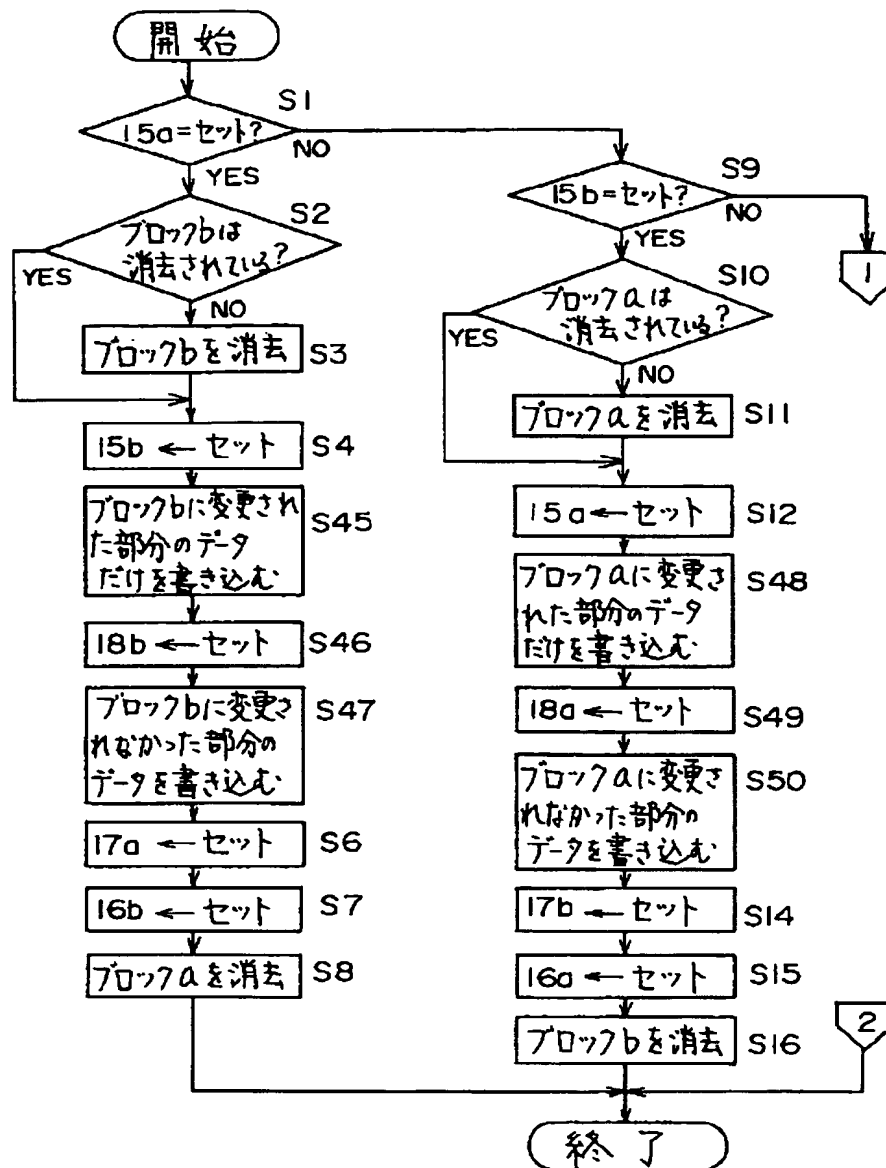 開始
S1
15a=セット?
NO
YES
S2
ブロックbは
消去されている?
YES
NO
ブロックbを消去
S3
15b ← セット
S4
ブロックbに変更され
た部分のデータ
だけを書き込む
S45
18b ← セット
S46
ブロックbに変更さ
れなかった部分の
データを書き込む
S47
17a ← セット
S6
16b ← セット
S7
ブロックaを消去
S8
S9
15b=セット?
NO
YES
1
S10
ブロックaは
消去されている?
YES
NO
ブロックaを消去
S11
15a ← セット
S12
ブロックaに変更さ
れた部分のデータ
だけを書き込む
S48
18a ← セット
S49
ブロックaに変更さ
れなかった部分の
データを書き込む
S50
17b ← セット
S14
16a ← セット
S15
ブロックbを消去
S16
2
終了